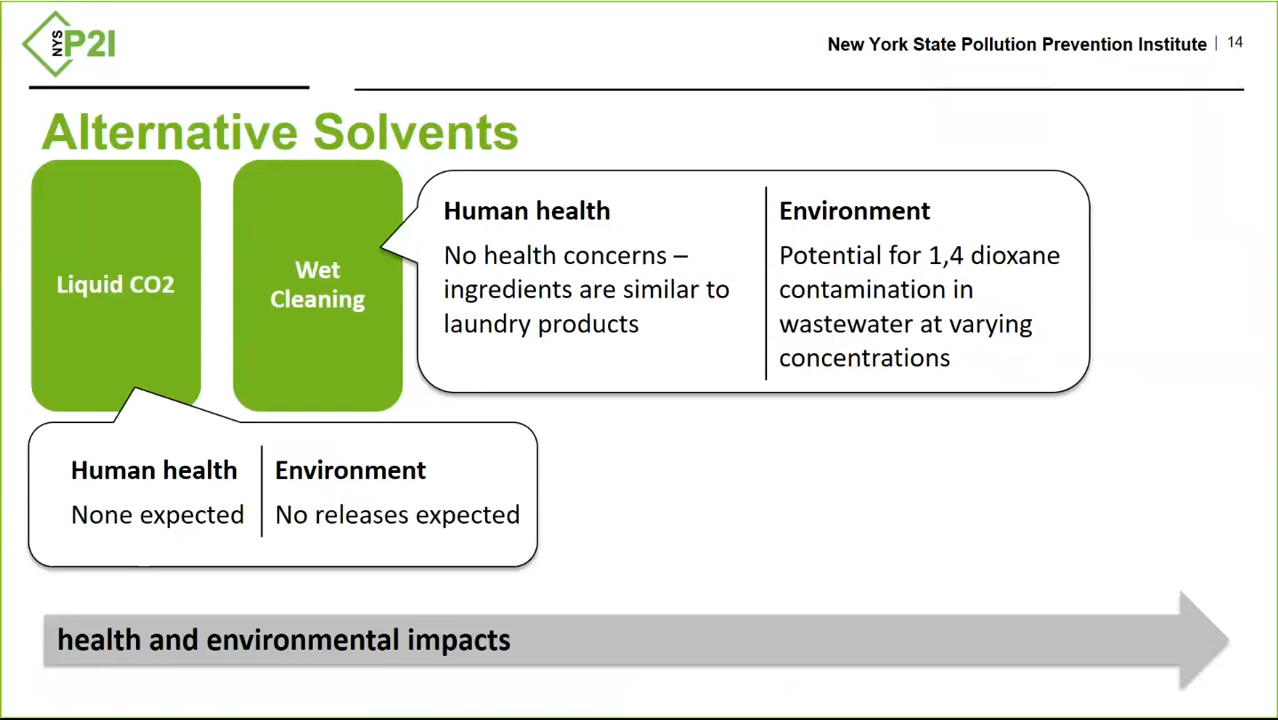 NYS P2I
New York State Pollution Prevention Institute | 14
Alternative Solvents
Liquid CO2
Wet
Cleaning
Human health
No health concerns –
ingredients are similar to
laundry products
Environment
Potential for 1,4 dioxane
contamination in
wastewater at varying
concentrations
Human health
None expected
Environment
No releases expected
health and environmental impacts